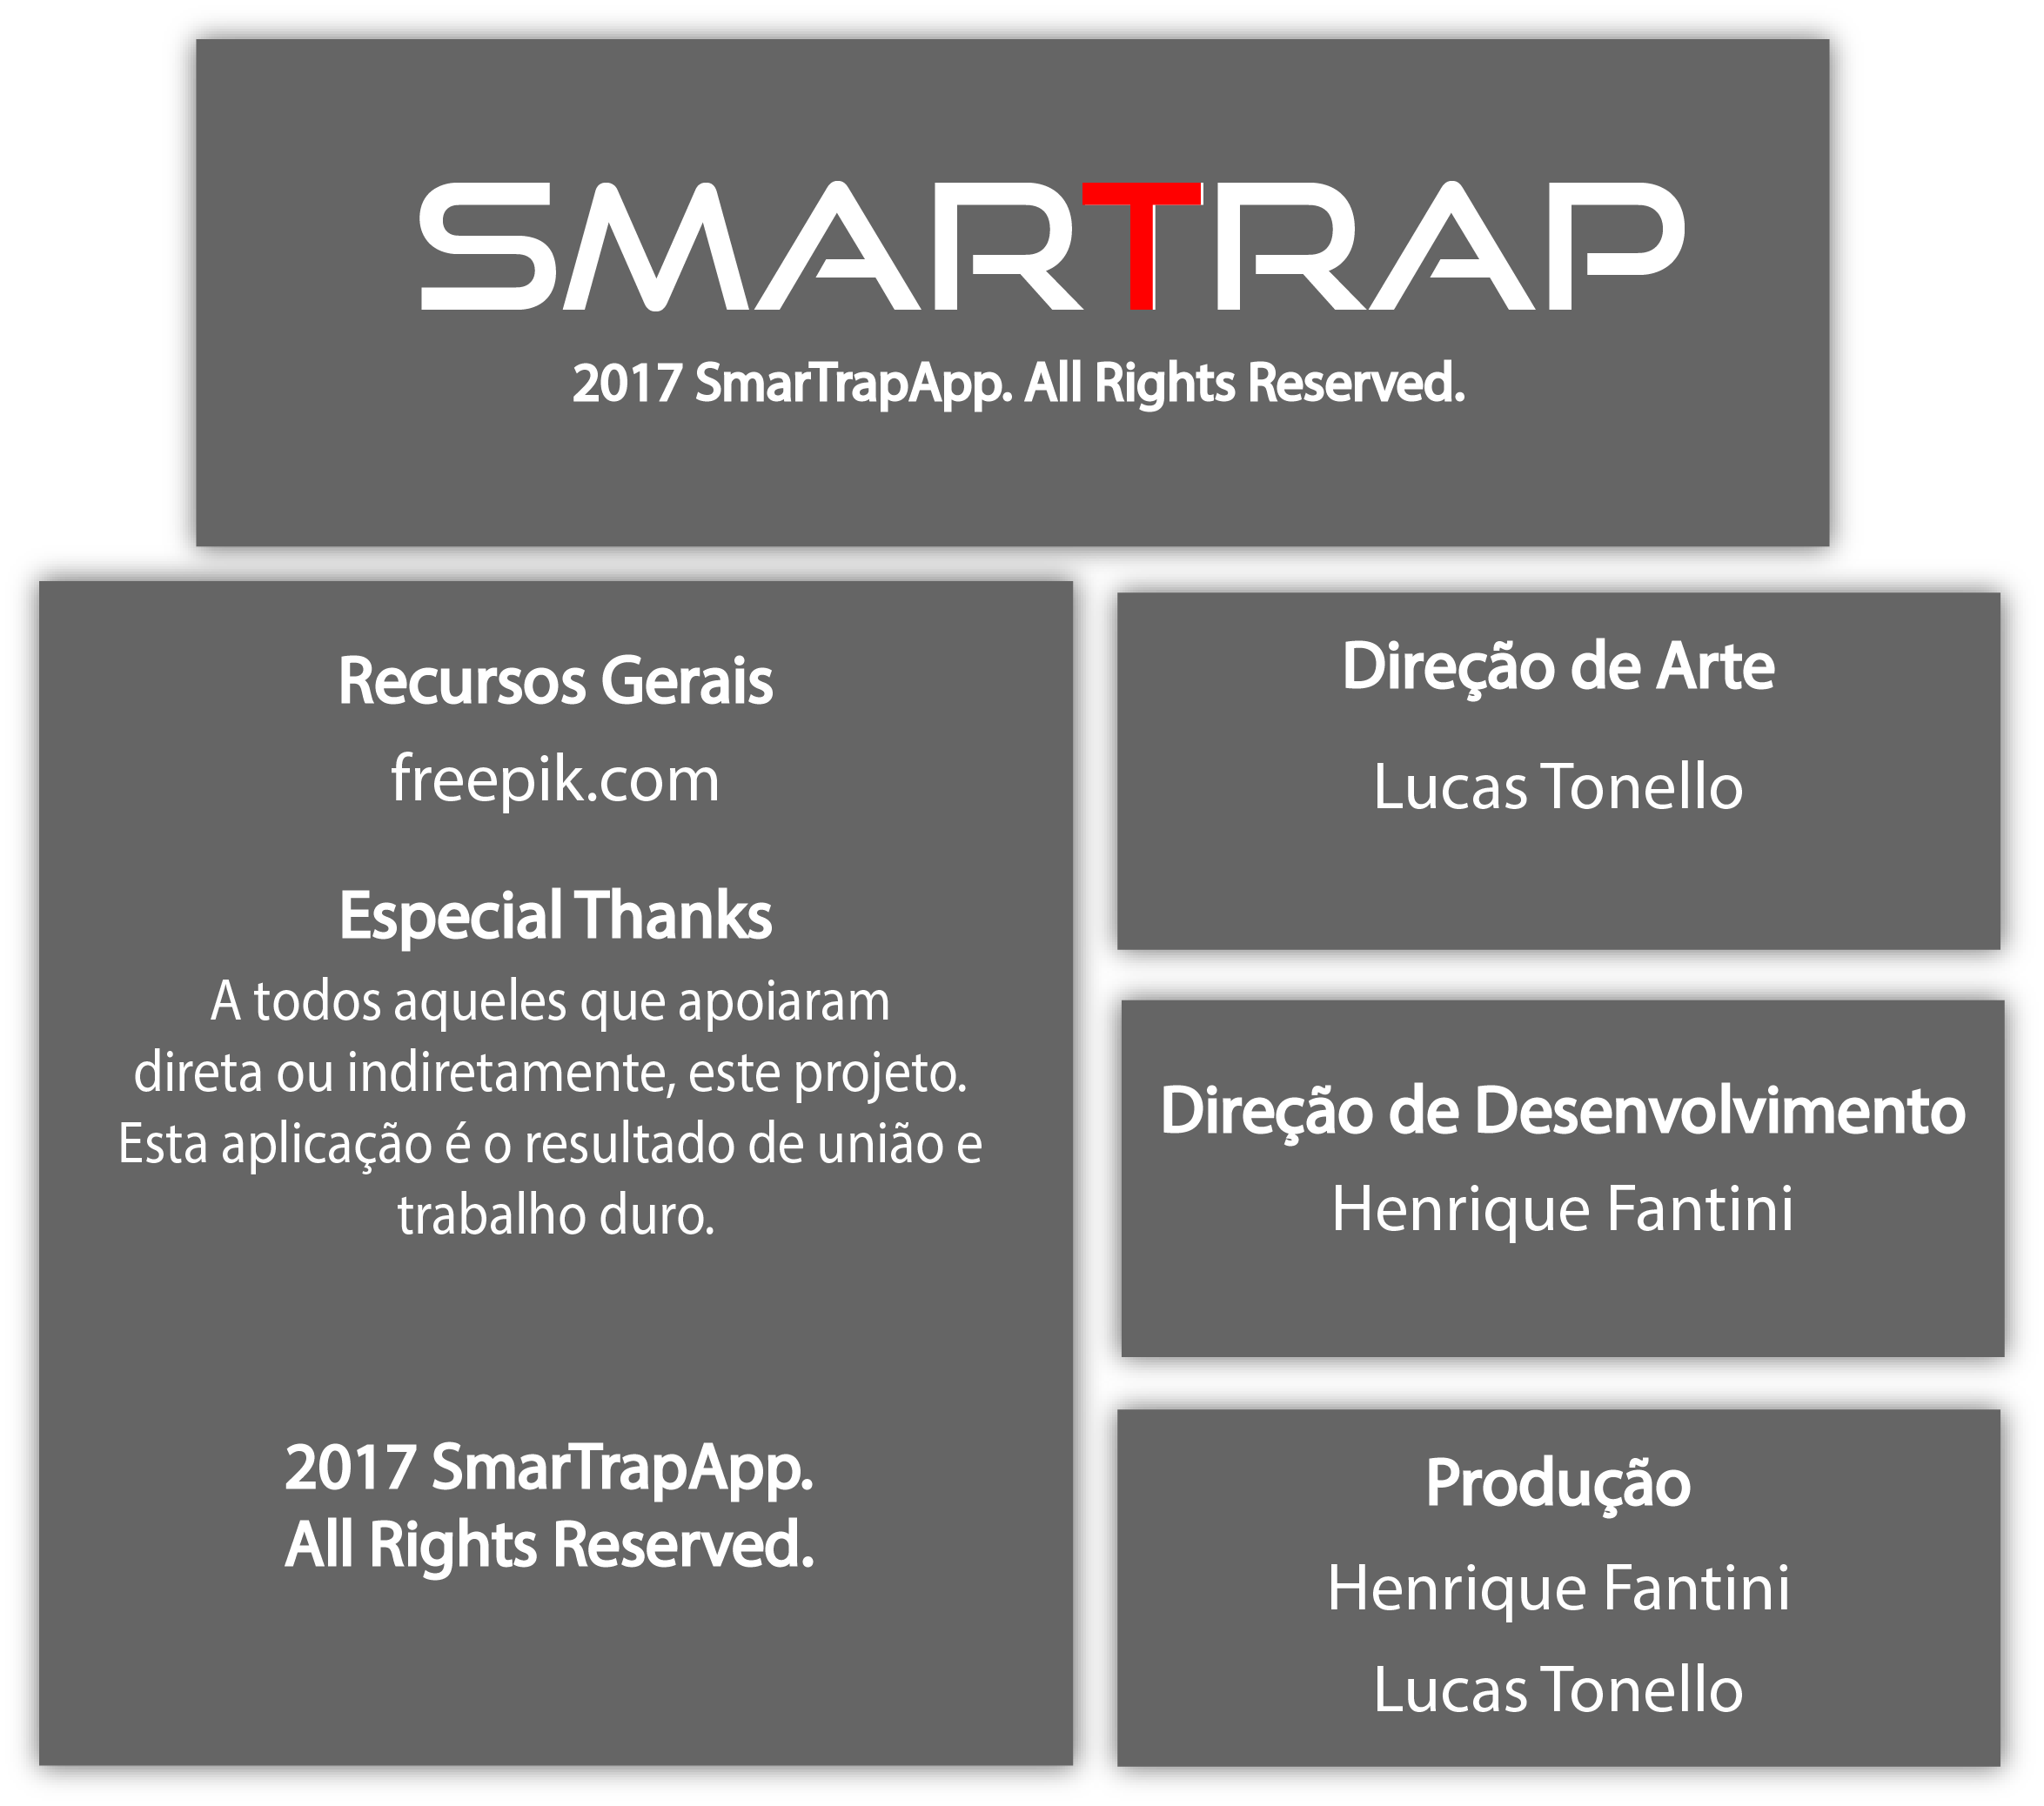 SMARTRAP
2017 SmarTrapApp. All Rights Reserved.
Recursos Gerais
freepik.com
Especial Thanks
A todos aqueles que apoiaram
direta ou indiretamente, este projeto.
Esta aplicação é o resultado de união e
trabalho duro.
2017 SmarTrapApp.
All Rights Reserved.
Direção de Arte
Lucas Tonello
Direção de Desenvolvimento
Henrique Fantini
Produção
Henrique Fantini
Lucas Tonello